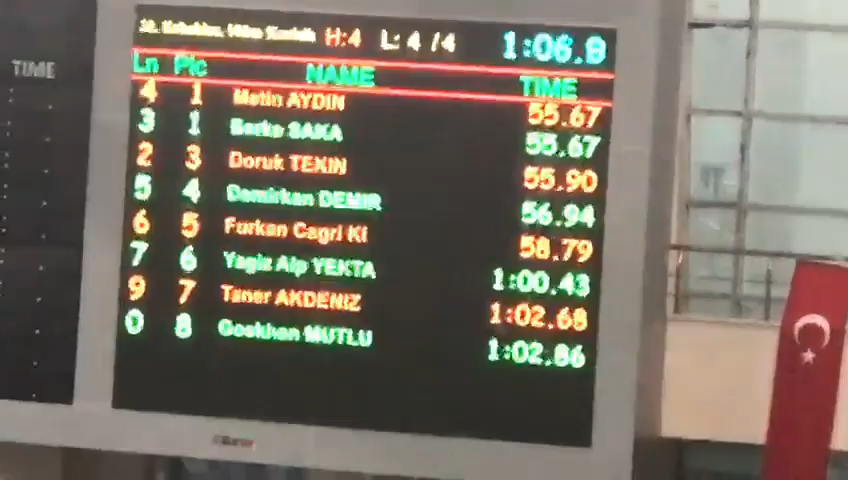 TIME
H:4 L: 4 /4 1:06.9
Ln Plc NAME TIME
4 1 Metin AYDIN 55.67
3 1 Berke SAKA 55.67
2 3 Doruk TEKIN 55.90
5 4 Demirkan DEMIR 56.94
6 5 Furkan Cagri KI 58.79
7 6 Yagiz Alp YEKTA 1:00.43
9 7 Taner AKDENIZ 1:02.68
0 8 MUTLU 1:02.86